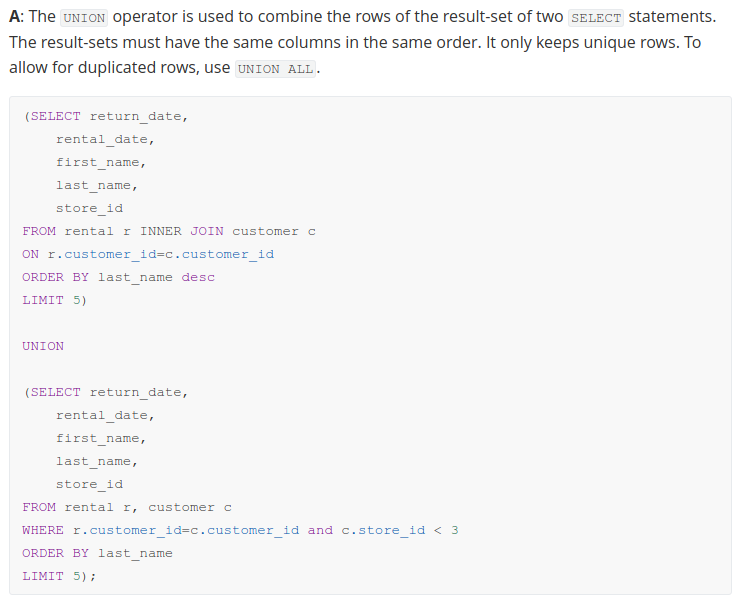 A: The UNION operator is used to combine the rows of the result-set of two SELECT statements.
The result-sets must have the same columns in the same order. It only keeps unique rows. To
allow for duplicated rows, use UNION ALL.
(SELECT return_date,
    rental_date,
    first_name,
    last_name,
    store_id
FROM rental r INNER JOIN customer c
ON r.customer_id=c.customer_id
ORDER BY last_name desc
LIMIT 5)
UNION
(SELECT return_date,
    rental_date,
    first_name,
    last_name,
    store_id
FROM rental r, customer c
WHERE r.customer_id=c.customer_id and c.store_id < 3
ORDER BY last_name
LIMIT 5);